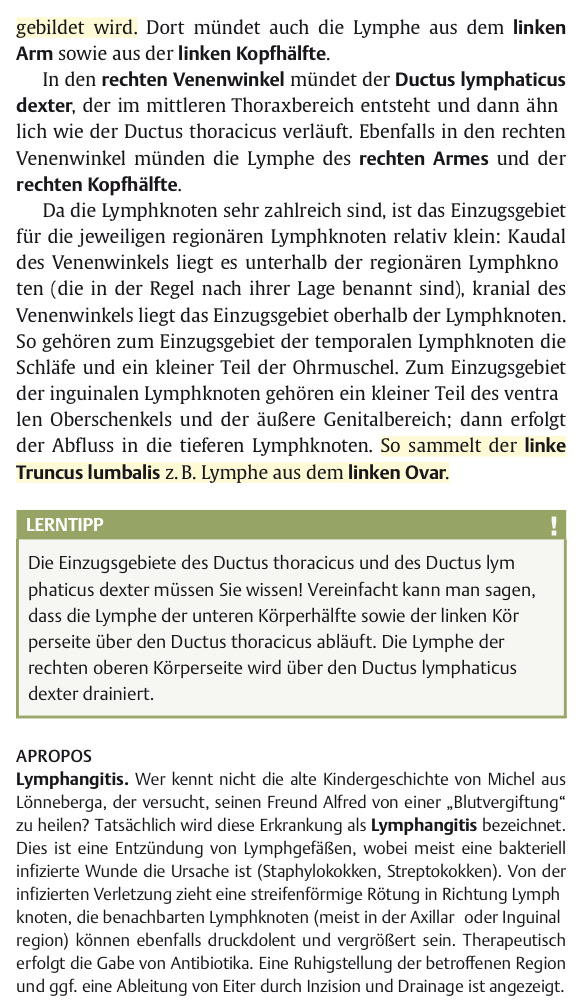 gebildet wird. Dort mündet auch die Lymphe aus dem linken
Arm sowie aus der linken Kopfhälfte.
In den rechten Venenwinkel mündet der Ductus lymphaticus
dexter, der im mittleren Thoraxbereich entsteht und dann ähn
lich wie der Ductus thoracicus verläuft. Ebenfalls in den rechten
Venenwinkel münden die Lymphe des rechten Armes und der
rechten Kopfhälfte.
Da die Lymphknoten sehr zahlreich sind, ist das Einzugsgebiet
für die jeweiligen regionären Lymphknoten relativ klein: Kaudal
des Venenwinkels liegt es unterhalb der regionären Lymphkno
ten (die in der Regel nach ihrer Lage benannt sind), kranial des
Venenwinkels liegt das Einzugsgebiet oberhalb der Lymphknoten.
So gehören zum Einzugsgebiet der temporalen Lymphknoten die
Schläfe und ein kleiner Teil der Ohrmuschel. Zum Einzugsgebiet
der inguinalen Lymphknoten gehören ein kleiner Teil des ventra
len Oberschenkels und der äußere Genitalbereich; dann erfolgt
der Abfluss in die tieferen Lymphknoten. So sammelt der linke
Truncus lumbalis z. B. Lymphe aus dem linken Ovar.
LERNTIPP !
Die Einzugsgebiete des Ductus thoracicus und des Ductus lym
phaticus dexter müssen Sie wissen! Vereinfacht kann man sagen,
dass die Lymphe der unteren Körperhälfte sowie der linken Kör
perseite über den Ductus thoracicus abläuft. Die Lymphe der
rechten oberen Körperseite wird über den Ductus lymphaticus
dexter drainiert.
APROPOS
Lymphangitis. Wer kennt nicht die alte Kindergeschichte von Michel aus
Lönneberga, der versucht, seinen Freund Alfred von einer „Blutvergiftung“
zu heilen? Tatsächlich wird diese Erkrankung als Lymphangitis bezeichnet.
Dies ist eine Entzündung von Lymphgefäßen, wobei meist eine bakteriell
infizierte Wunde die Ursache ist (Staphylokokken, Streptokokken). Von der
infizierten Verletzung zieht eine streifenförmige Rötung in Richtung Lymph
knoten, die benachbarten Lymphknoten (meist in der Axillar oder Inguinal
region) können ebenfalls druckdolent und vergrößert sein. Therapeutisch
erfolgt die Gabe von Antibiotika. Eine Ruhigstellung der betroffenen Region
und ggf. eine Ableitung von Eiter durch Inzision und Drainage ist angezeigt.